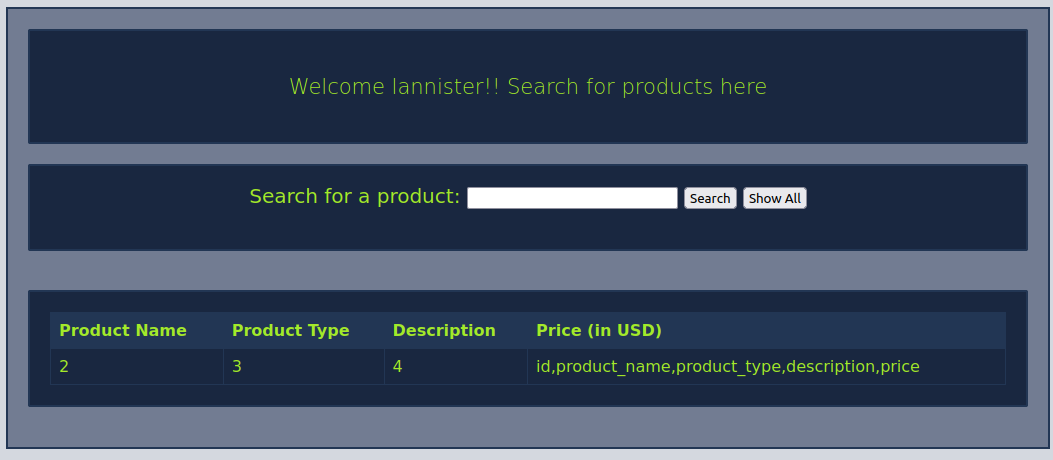 Welcome lannister!! Search for products here
Search for a product: Search Show All
Product Name Product Type Description Price (in USD)
2 3 4 id,product_name,product_type,description,price